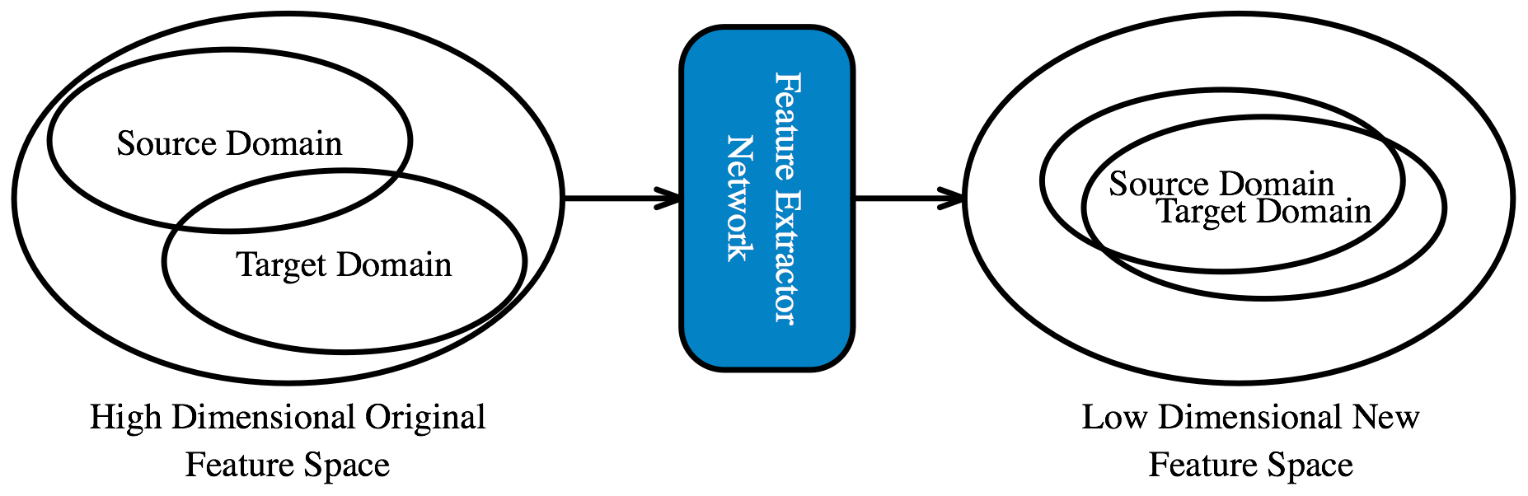 Source Domain
Target Domain
High Dimensional Original
Feature Space
Feature Extractor
Network
Source Domain
Target Domain
Low Dimensional New
Feature Space